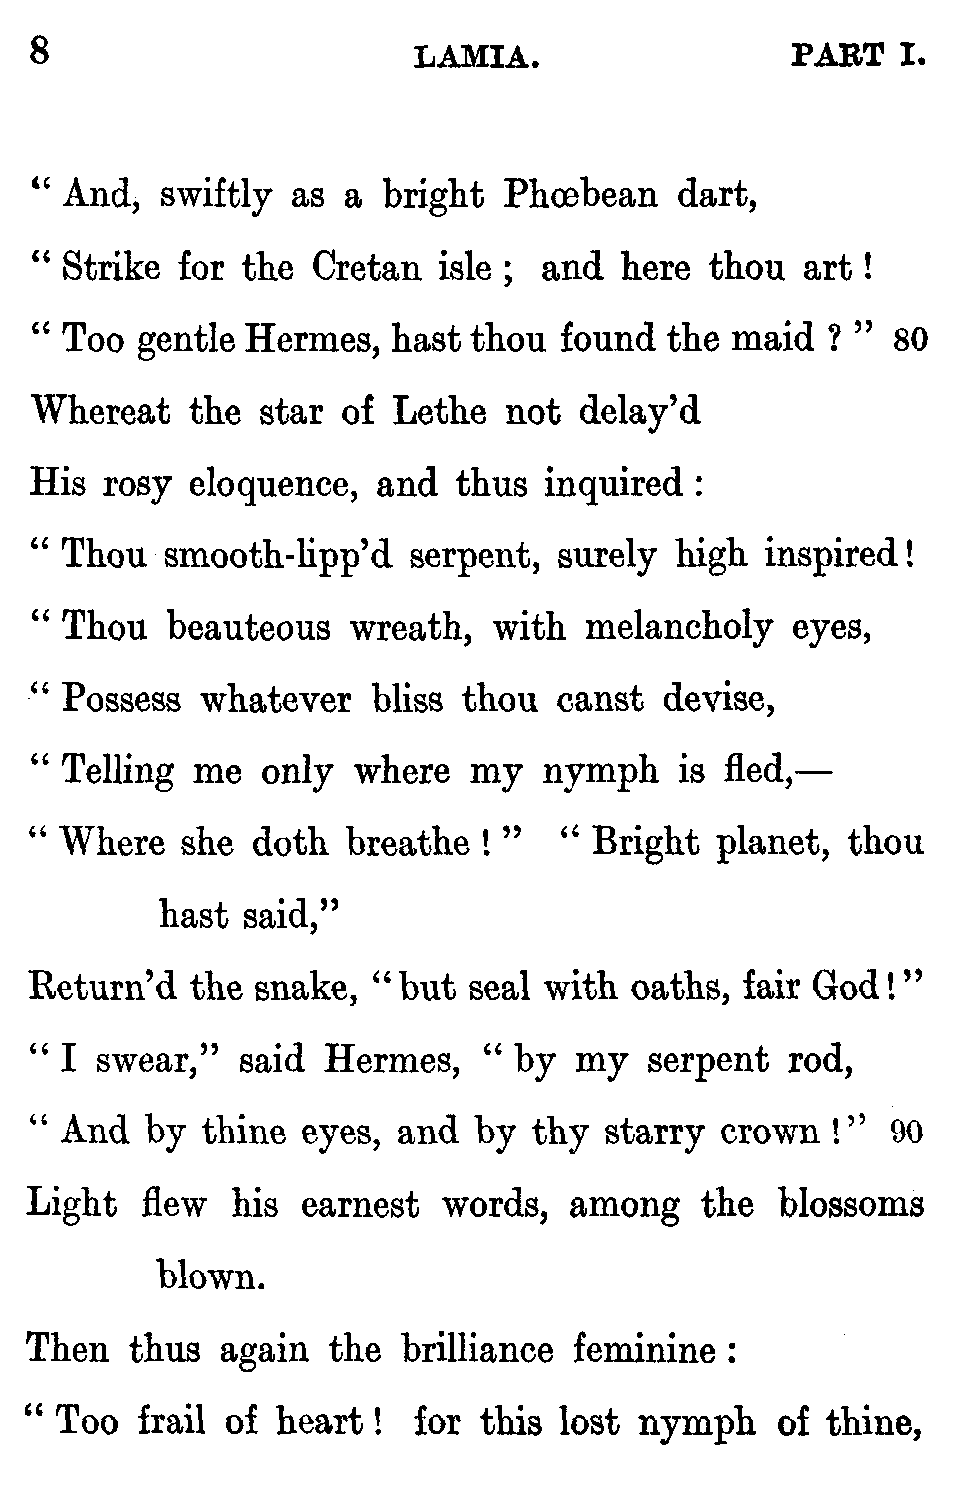 8 LAMIA. PART I.
“ And, swiftly as a bright Phœbean dart,
“ Strike for the Cretan isle ; and here thou art !
“ Too gentle Hermes, hast thou found the maid ? ” 80
Whereat the star of Lethe not delay’d
His rosy eloquence, and thus inquired :
“ Thou smooth-lipp’d serpent, surely high inspired !
“ Thou beauteous wreath, with melancholy eyes,
“ Possess whatever bliss thou canst devise,
“ Telling me only where my nymph is fled,—
“ Where she doth breathe ! ” “ Bright planet, thou
hast said,”
Return’d the snake, “ but seal with oaths, fair God ! ”
“ I swear,” said Hermes, “ by my serpent rod,
“ And by thine eyes, and by thy starry crown ! ” 90
Light flew his earnest words, among the blossoms
blown.
Then thus again the brilliance feminine :
“ Too frail of heart ! for this lost nymph of thine,